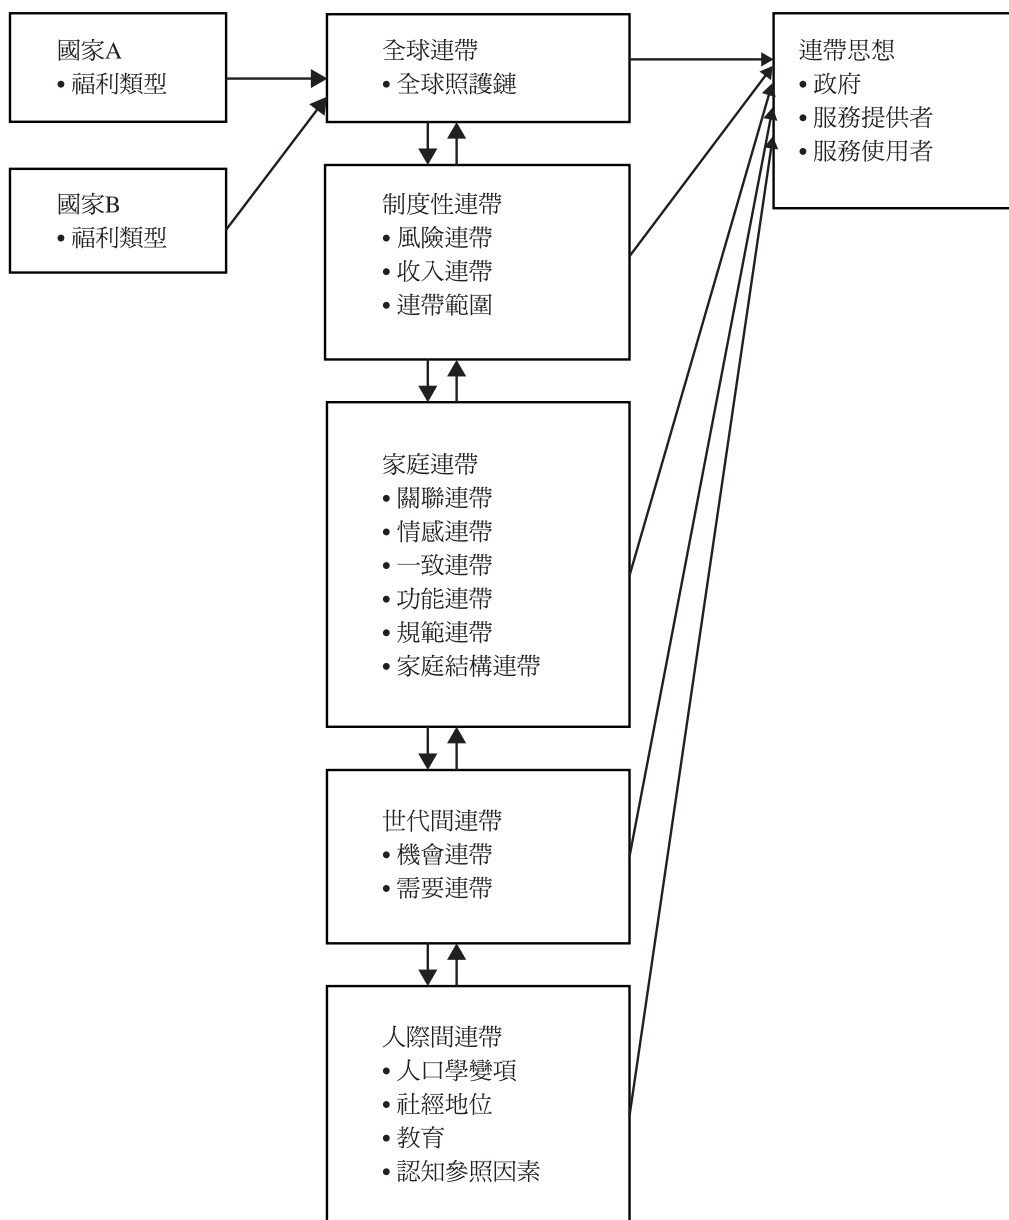 國家A
• 福利類型
國家B
• 福利類型
全球連帶
• 全球照護鏈
制度性連帶
• 風險連帶
• 收入連帶
• 連帶範圍
家庭連帶
• 關聯連帶
• 情感連帶
• 一致連帶
• 功能連帶
• 規範連帶
• 家庭結構連帶
世代間連帶
• 機會連帶
• 需要連帶
人際間連帶
• 人口學變項
• 社經地位
• 教育
• 認知參照因素
連帶思想
• 政府
• 服務提供者
• 服務使用者